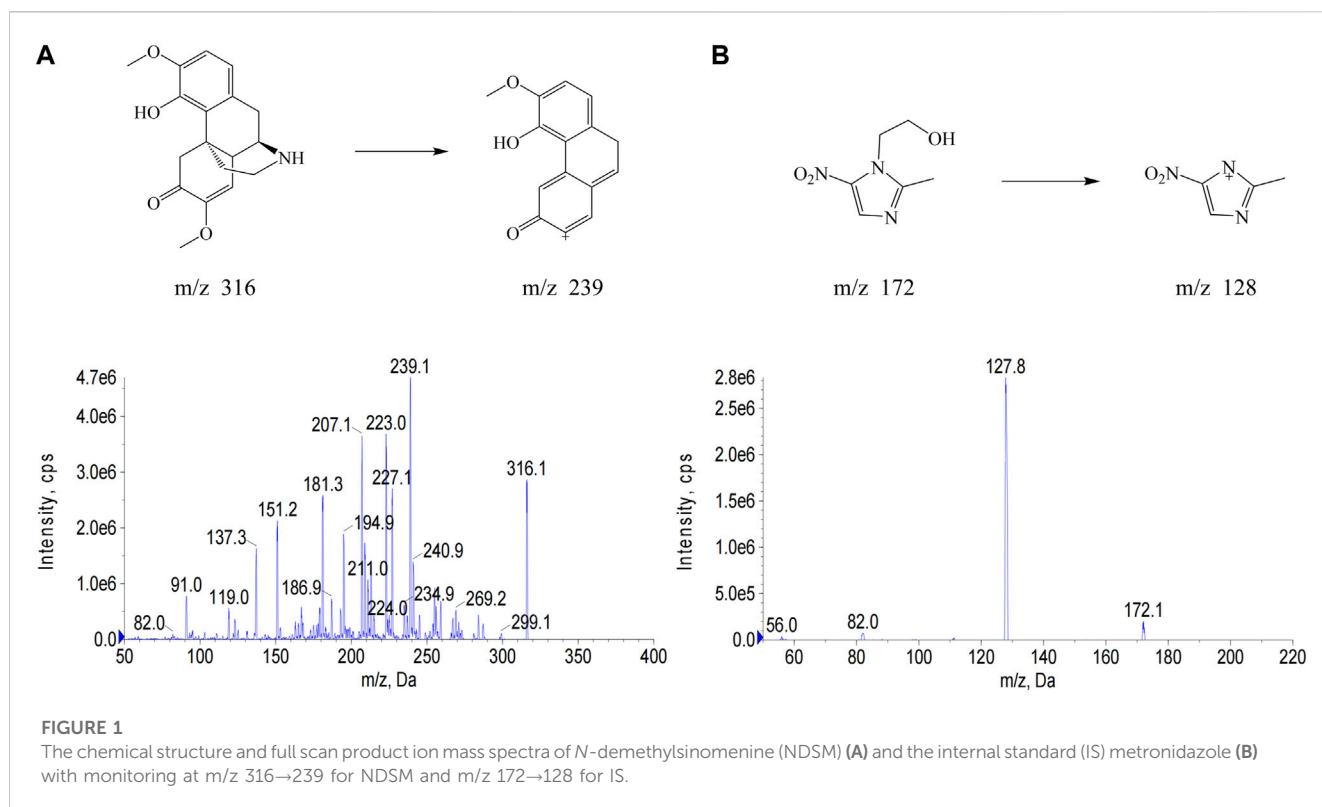 A
O
HO
NH
O
O
m/z 316
O
HO
O
+
m/z 239
B
OH
O₂N
N
N
m/z 172
O₂N
N
+
N
m/z 128
Intensity, cps
4.7e6
4.0e6
3.0e6
2.0e6
1.0e6
0.0
239.1
207.1
223.0
316.1
181.3
227.1
151.2
194.9
137.3
240.9
211.0
91.0
186.9
119.0
224.0
234.9
269.2
82.0
299.1
50 100 150 200 250 300 350 400
m/z, Da
Intensity, cps
2.8e6
2.5e6
2.0e6
1.5e6
1.0e6
5.0e5
0.0
127.8
172.1
82.0
56.0
60 80 100 120 140 160 180 200 220
m/z, Da
FIGURE 1
The chemical structure and full scan product ion mass spectra of N-demethylsinomenine (NDSM) (A) and the internal standard (IS) metronidazole (B)
with monitoring at m/z 316→239 for NDSM and m/z 172→128 for IS.